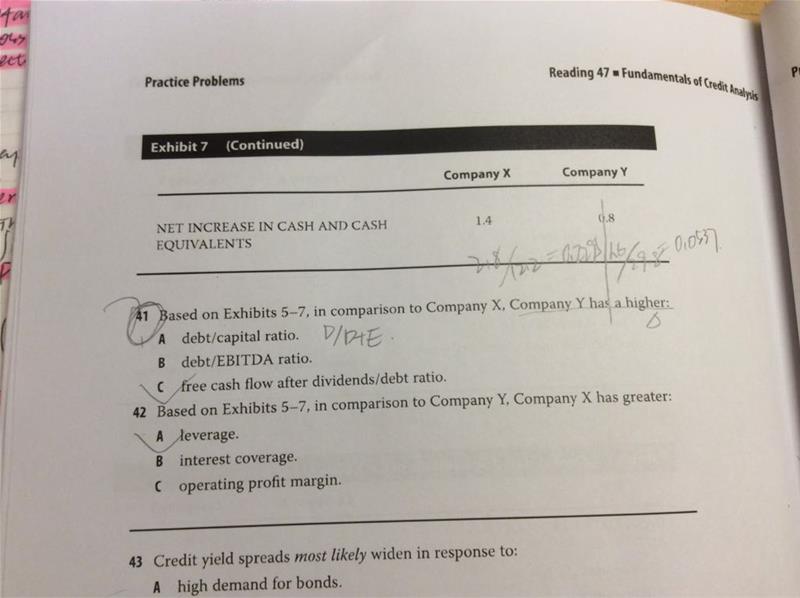 Practice Problems
Reading 47 ■ Fundamentals of Credit Analysis
Exhibit 7 (Continued)
Company X Company Y
NET INCREASE IN CASH AND CASH 1.4 0.8
EQUIVALENTS
= 0.0537
41 Based on Exhibits 5–7, in comparison to Company X, Company Y has a higher:
A debt/capital ratio. D/D+E.
B debt/EBITDA ratio.
C free cash flow after dividends/debt ratio.
42 Based on Exhibits 5–7, in comparison to Company Y, Company X has greater:
A leverage.
B interest coverage.
C operating profit margin.
43 Credit yield spreads most likely widen in response to:
A high demand for bonds.